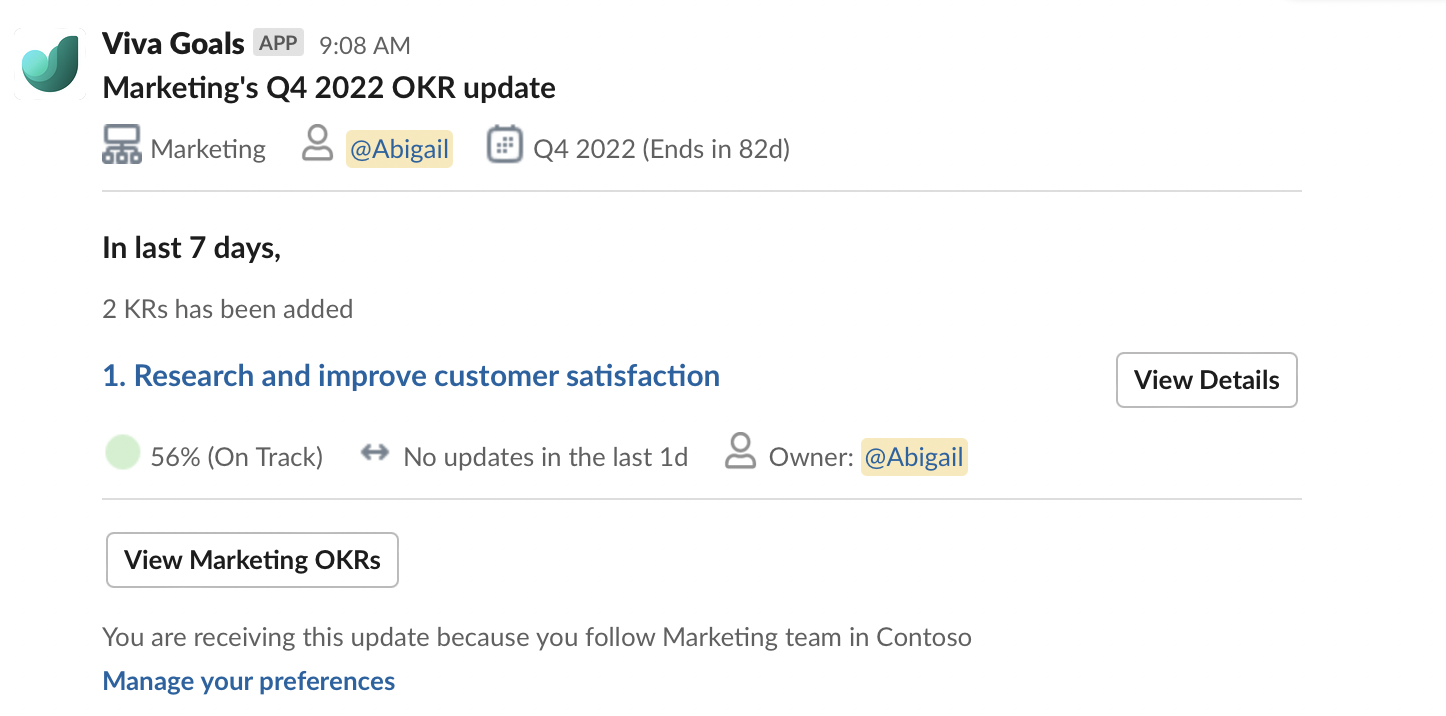 Viva Goals APP 9:08 AM
Marketing's Q4 2022 OKR update
Marketing @Abigail Q4 2022 (Ends in 82d)
In last 7 days,
2 KRs has been added
1. Research and improve customer satisfaction View Details
56% (On Track) No updates in the last 1d Owner: @Abigail
View Marketing OKRs
You are receiving this update because you follow Marketing team in Contoso
Manage your preferences